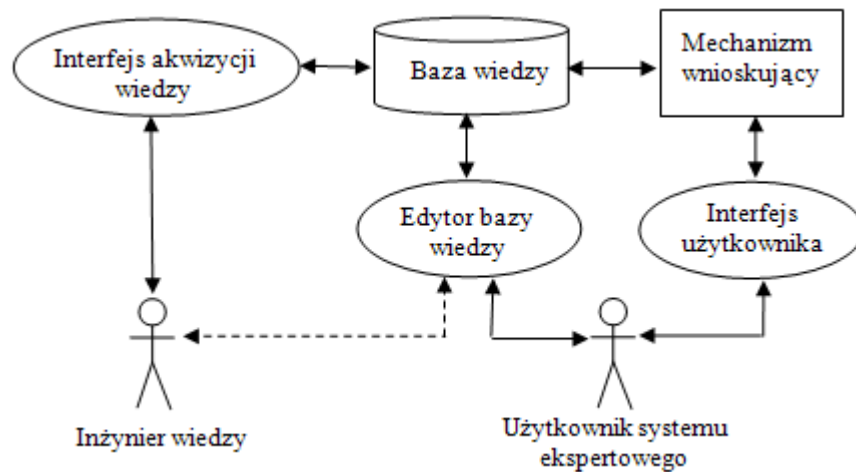 Interfejs akwizycji
wiedzy
Baza wiedzy
Mechanizm
wnioskujący
Edytor bazy
wiedzy
Interfejs
użytkownika
Inżynier wiedzy
Użytkownik systemu
ekspertowego